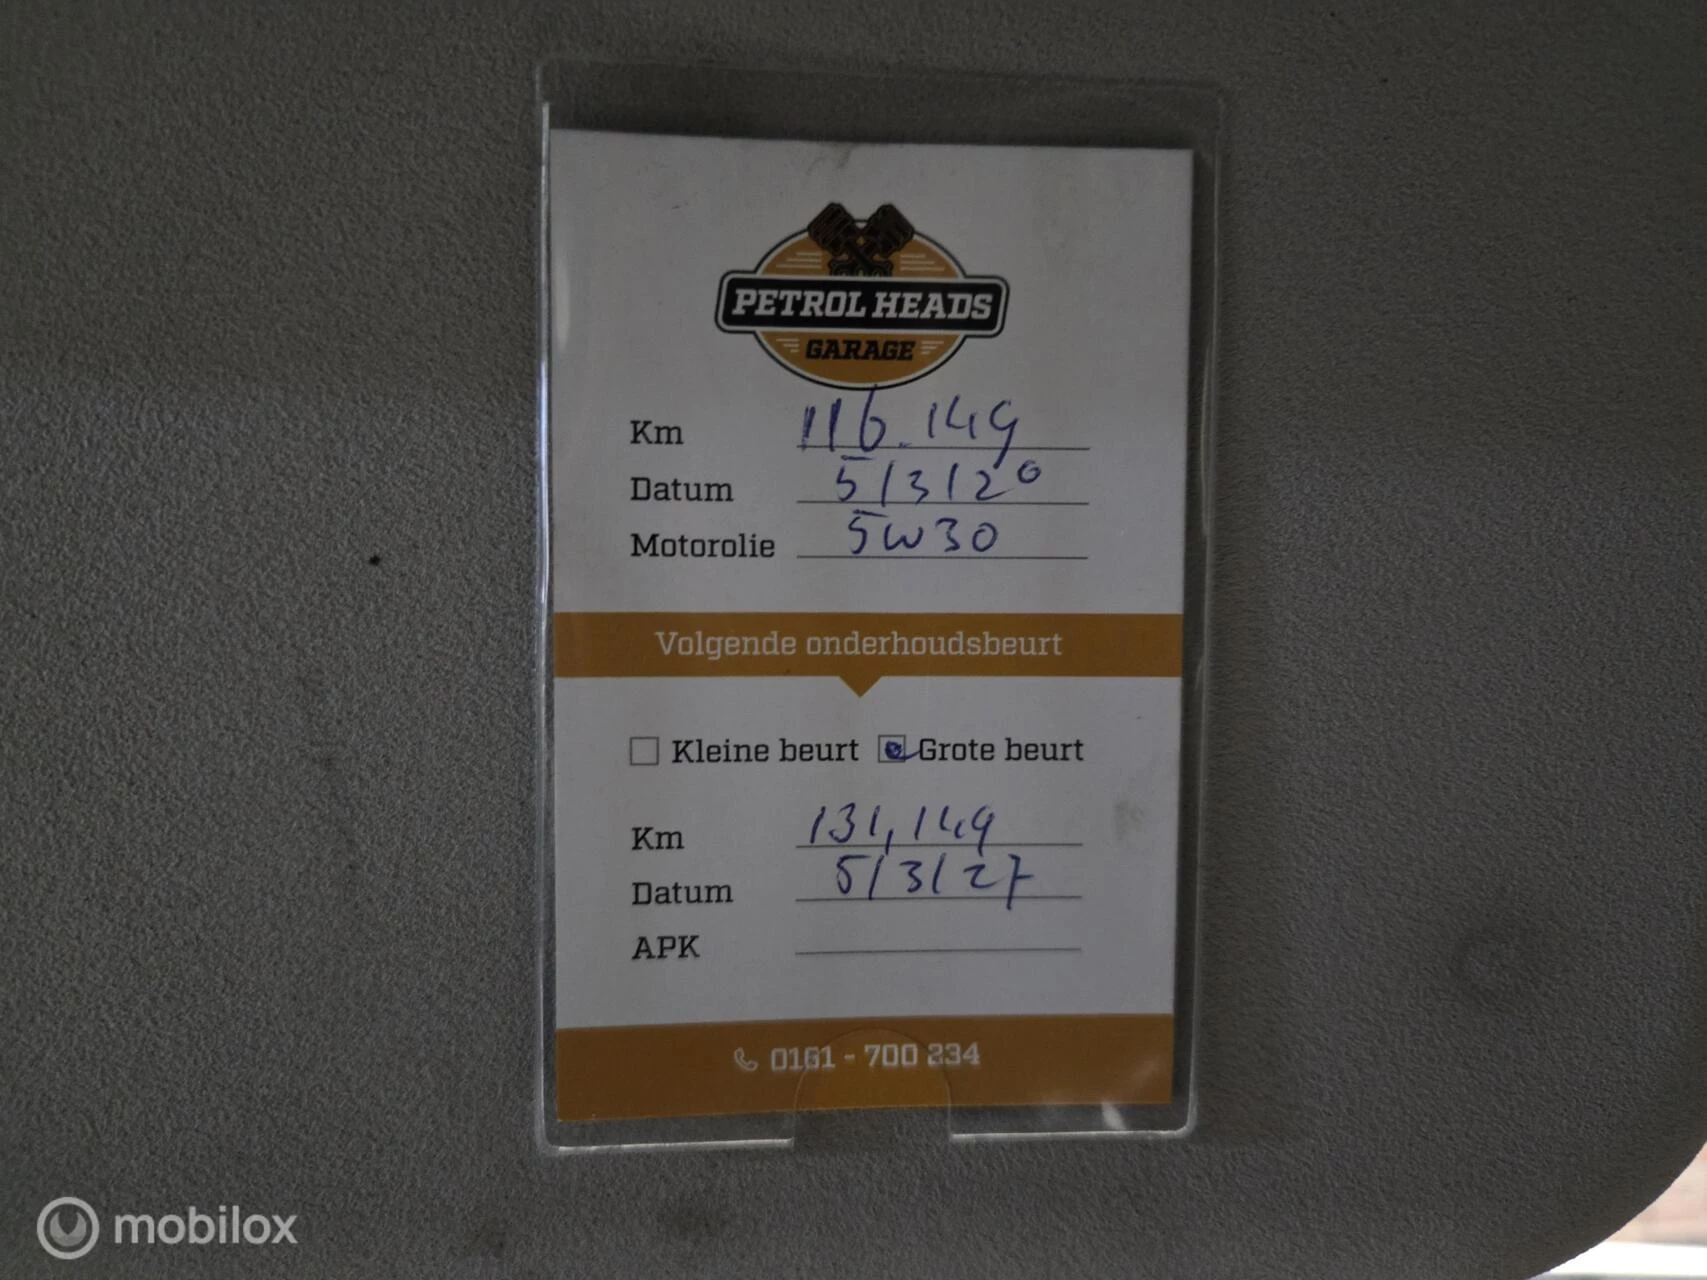 PETROL HEADS
GARAGE
Km 116.149
Datum 5/3/20
Motorolie 5W30
Volgende onderhoudsbeurt
Kleine beurt Grote beurt
Km 131,149
Datum 5/3/27
APK
0161 - 700 234
mobilox